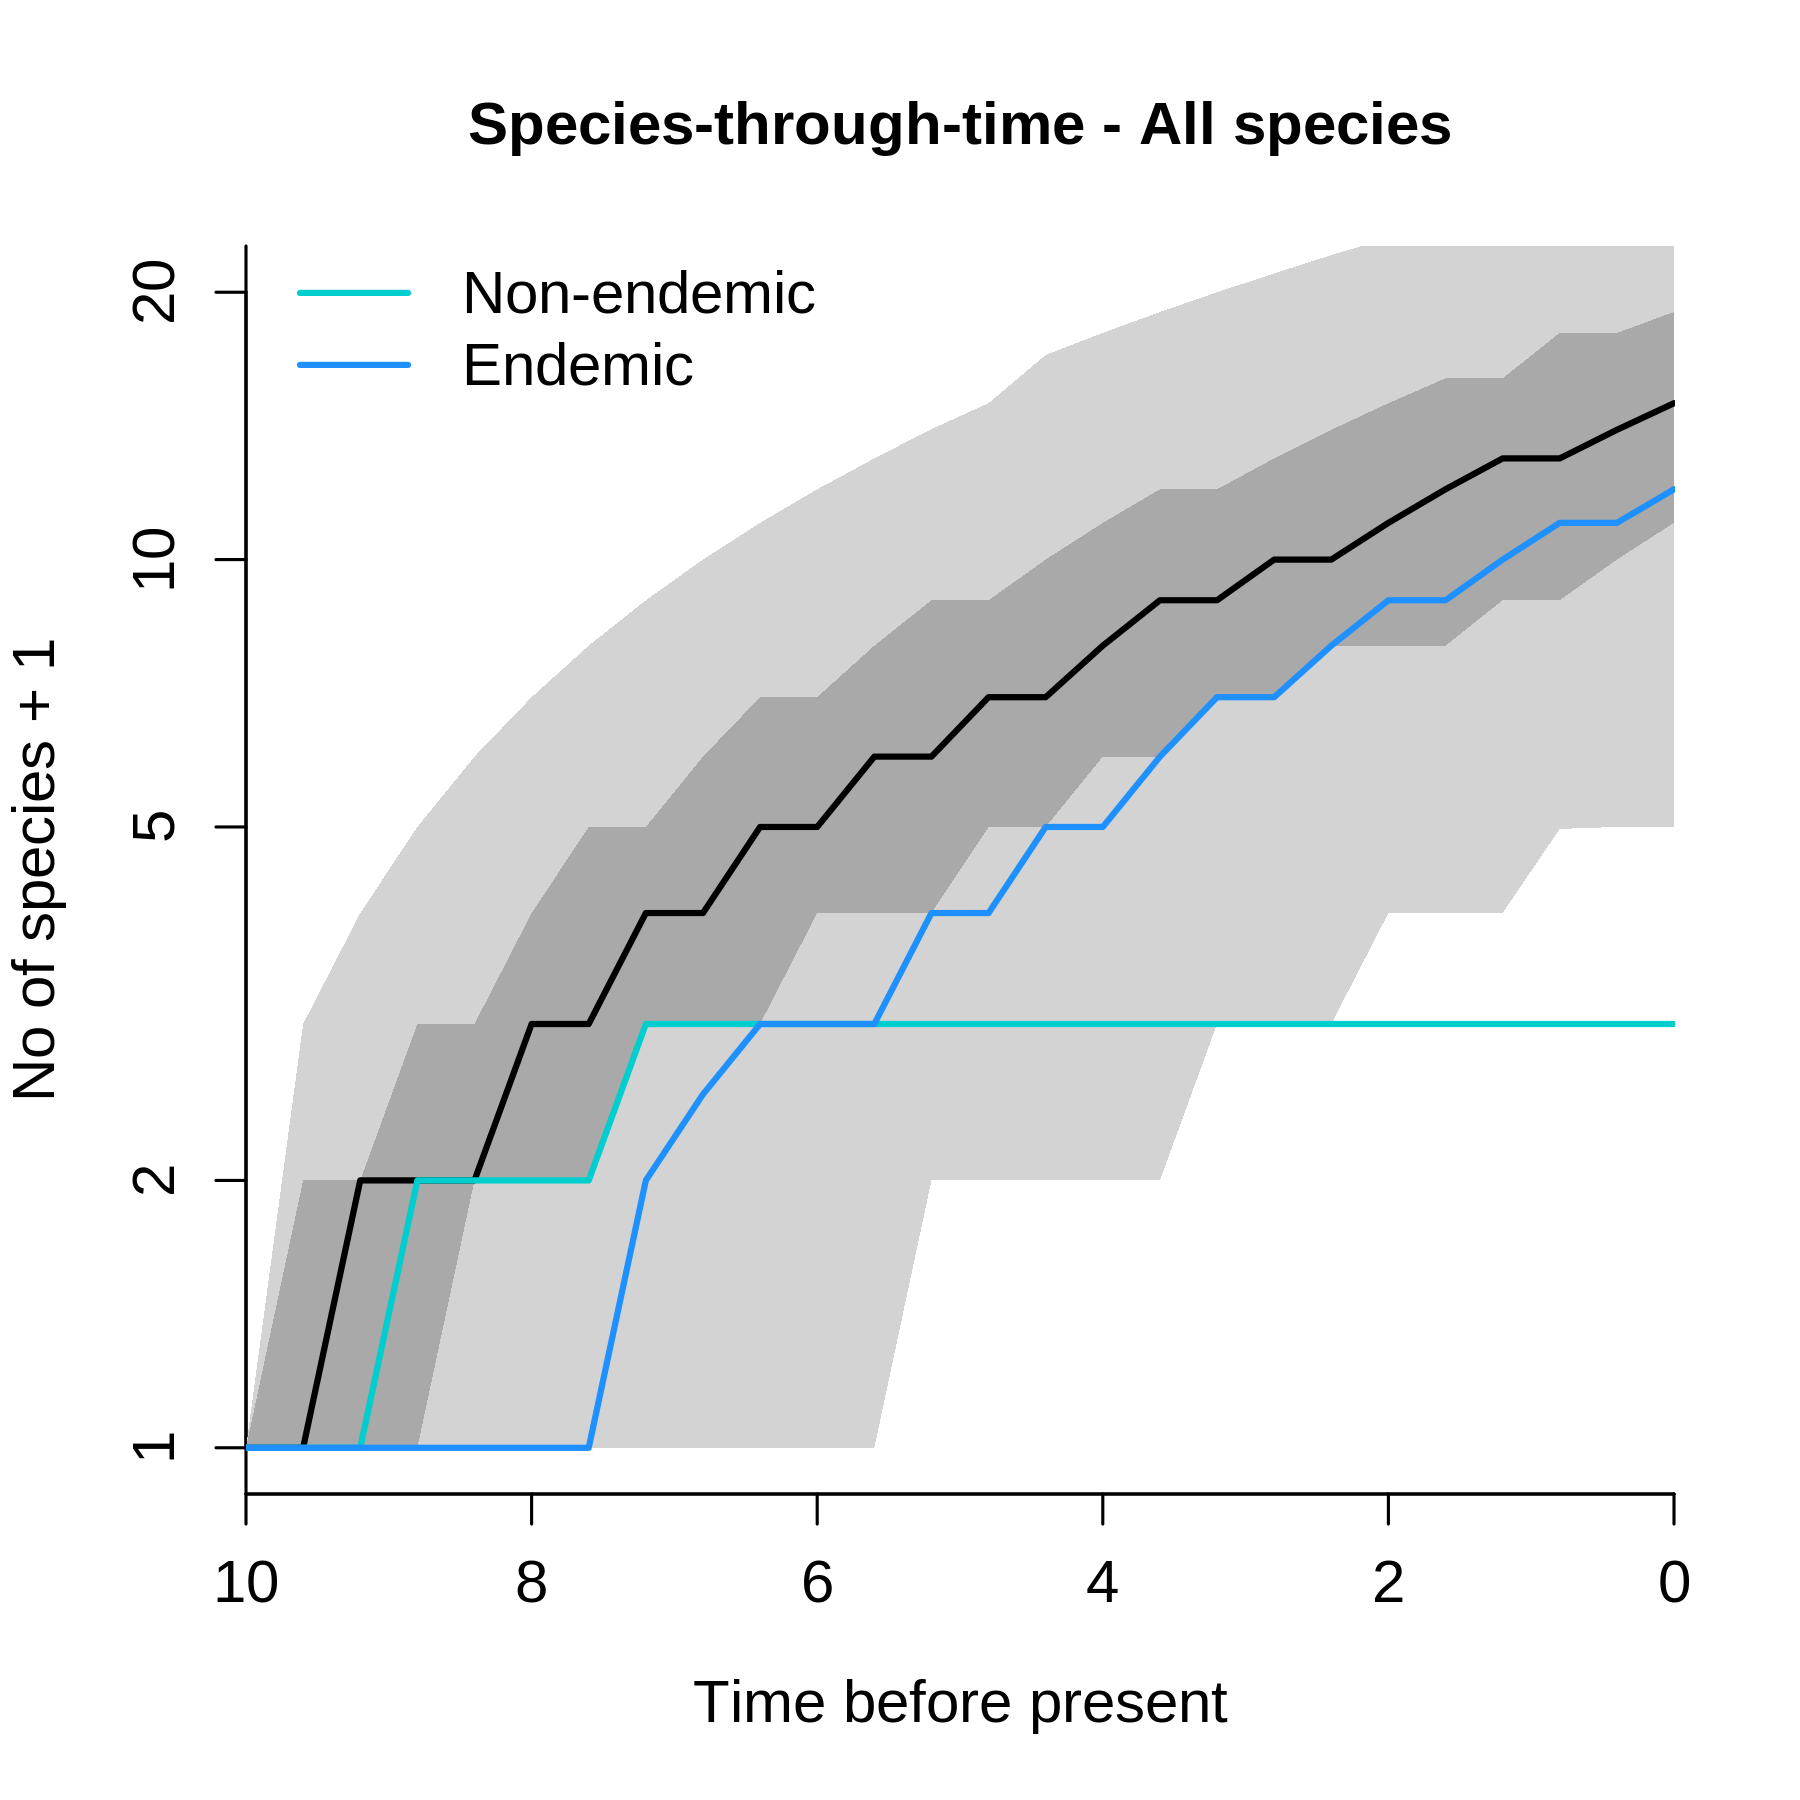 Species-through-time - All species
Non-endemic
Endemic
No of species + 1
20
10
5
2
1
10
8
6
4
2
0
Time before present